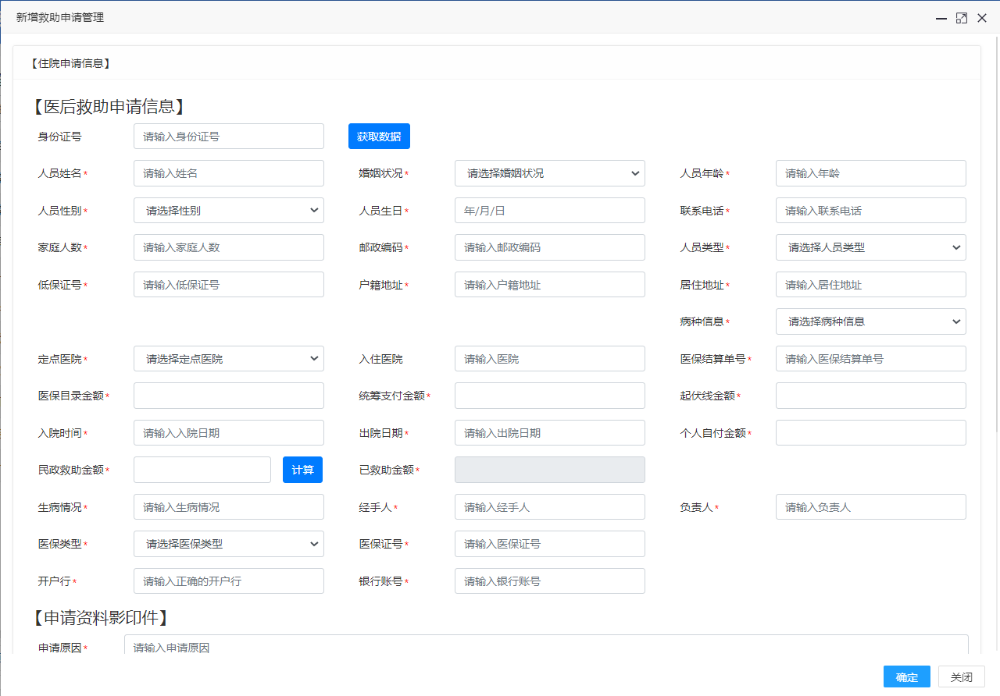 新增救助申请管理
【住院申请信息】
【医后救助申请信息】
身份证号 请输入身份证号 获取数据
人员姓名* 请输入姓名 婚姻状况* 请选择婚姻状况 人员年龄* 请输入年龄
人员性别* 请选择性别 人员生日* 年/月/日 联系电话* 请输入联系电话
家庭人数* 请输入家庭人数 邮政编码* 请输入邮政编码 人员类型* 请选择人员类型
低保证号* 请输入低保证号 户籍地址* 请输入户籍地址 居住地址* 请输入居住地址
病种信息* 请选择病种信息
定点医院* 请选择定点医院 入住医院 请输入医院 医保结算单号* 请输入医保结算单号
医保目录金额* 统筹支付金额* 起伏线金额*
入院时间* 请输入入院日期 出院日期* 请输入出院日期 个人自付金额*
民政救助金额* 计算 已救助金额*
生病情况* 请输入生病情况 经手人* 请输入经手人 负责人* 请输入负责人
医保类型* 请选择医保类型 医保证号* 请输入医保证号
开户行* 请输入正确的开户行 银行账号* 请输入银行账号
【申请资料影印件】
申请原因* 请输入申请原因
确定 关闭